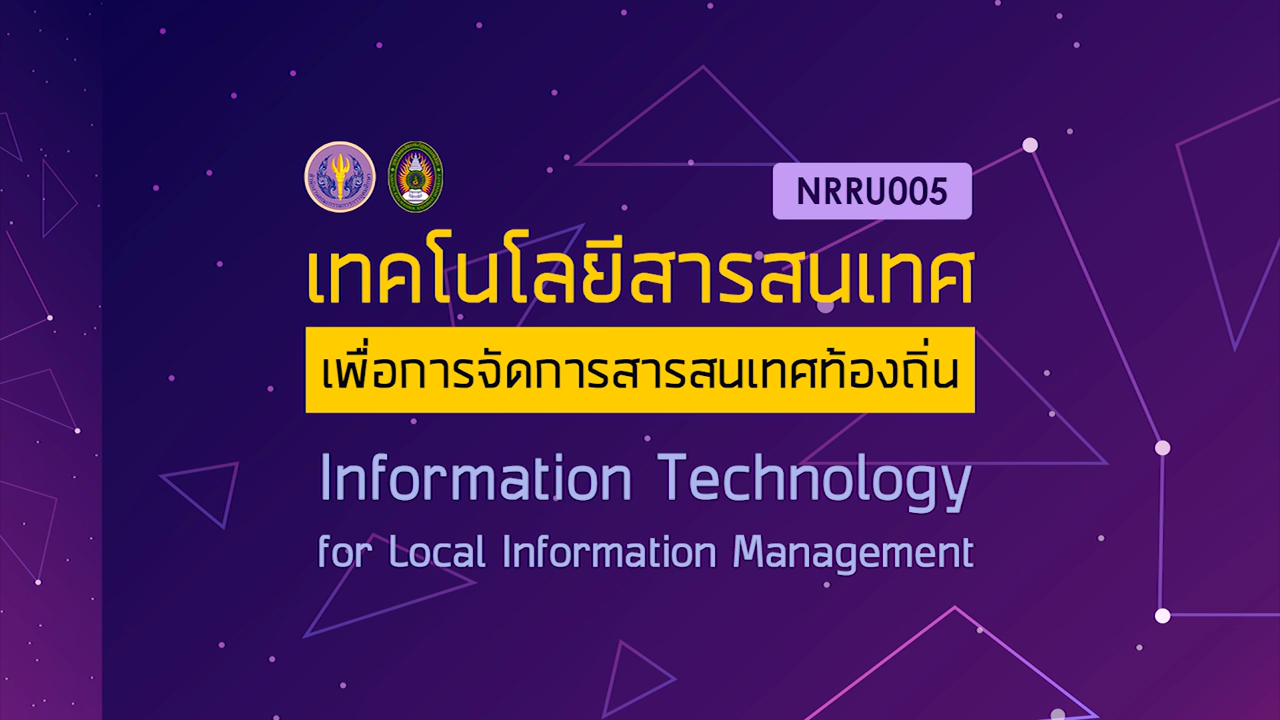 NRRU005
เทคโนโลยีสารสนเทศ
เพื่อการจัดการสารสนเทศท้องถิ่น
Information Technology
for Local Information Management